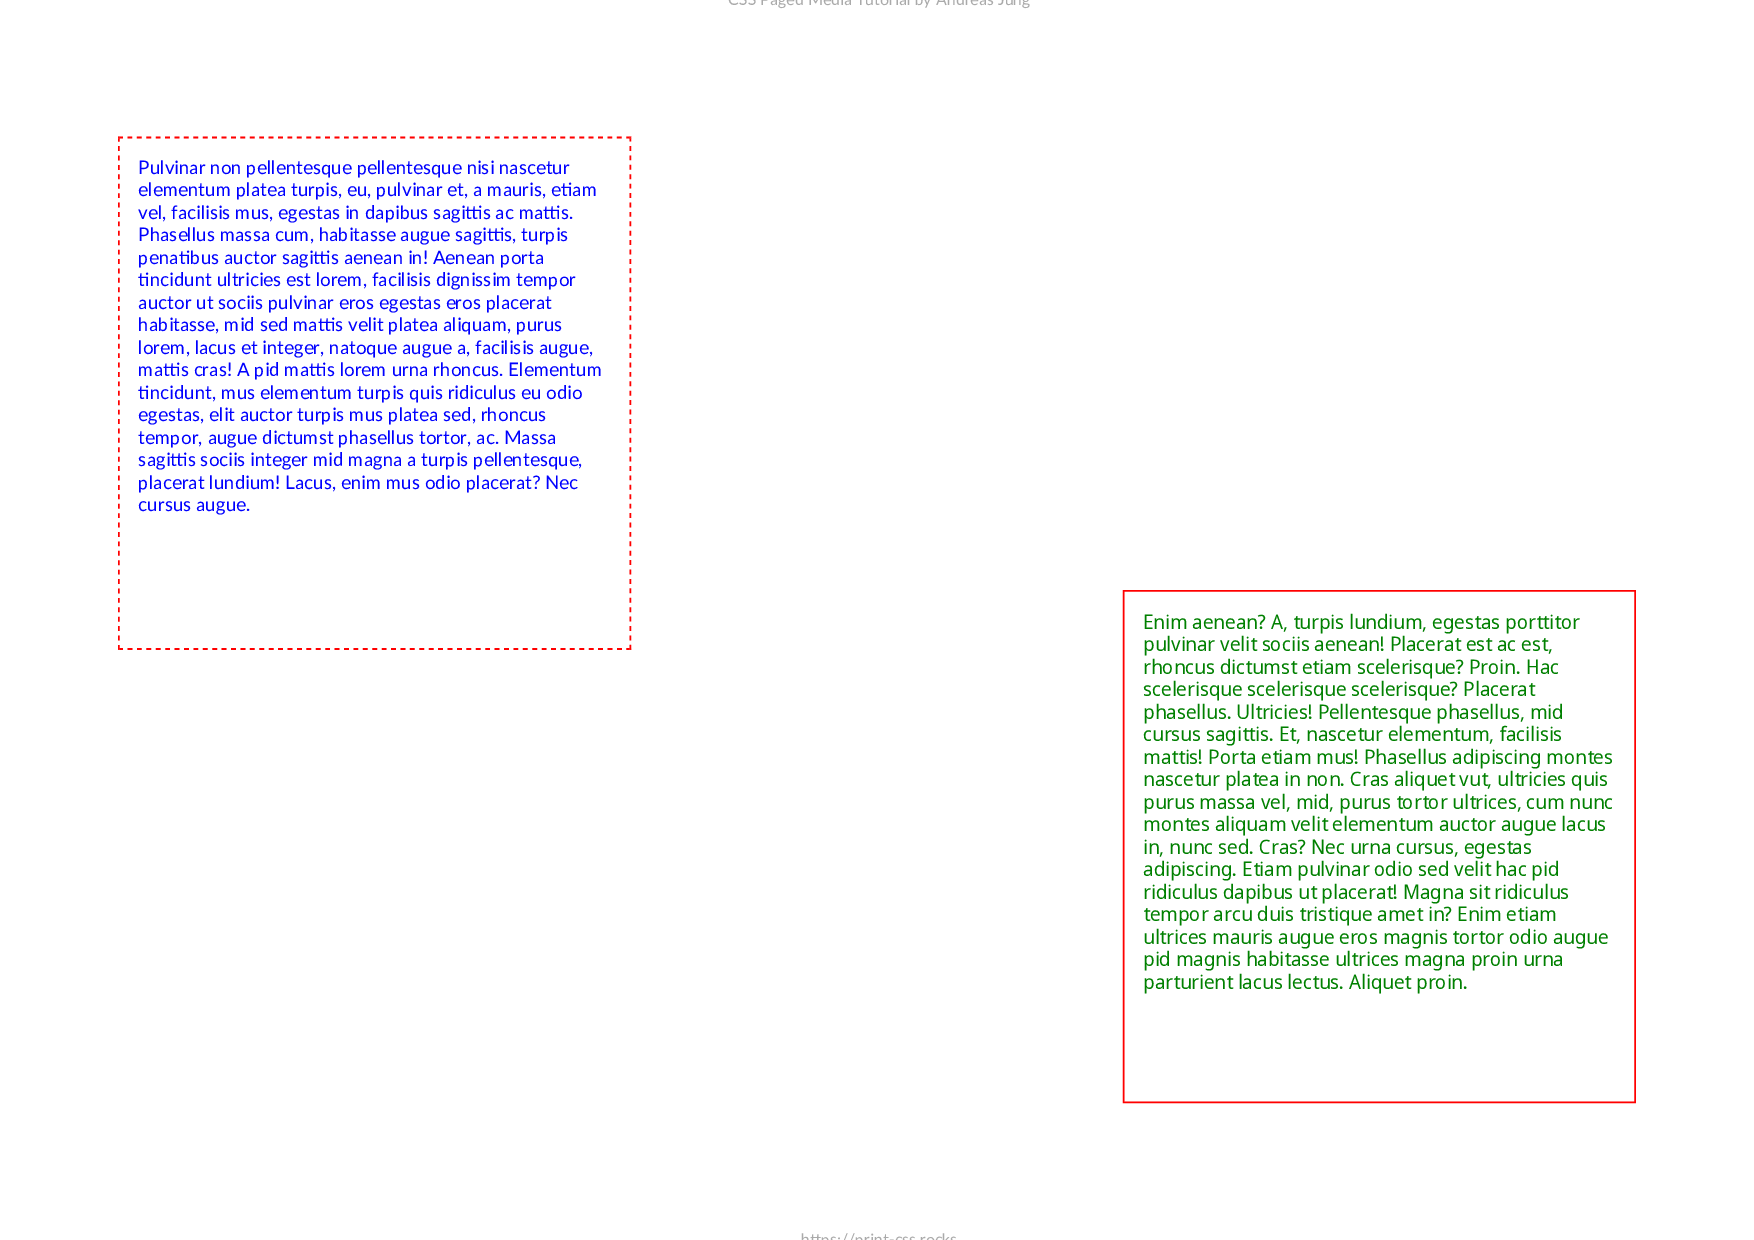 CSS Paged Media Tutorial by Andreas Jung
Pulvinar non pellentesque pellentesque nisi nascetur
elementum platea turpis, eu, pulvinar et, a mauris, etiam
vel, facilisis mus, egestas in dapibus sagittis ac mattis.
Phasellus massa cum, habitasse augue sagittis, turpis
penatibus auctor sagittis aenean in! Aenean porta
tincidunt ultricies est lorem, facilisis dignissim tempor
auctor ut sociis pulvinar eros egestas eros placerat
habitasse, mid sed mattis velit platea aliquam, purus
lorem, lacus et integer, natoque augue a, facilisis augue,
mattis cras! A pid mattis lorem urna rhoncus. Elementum
tincidunt, mus elementum turpis quis ridiculus eu odio
egestas, elit auctor turpis mus platea sed, rhoncus
tempor, augue dictumst phasellus tortor, ac. Massa
sagittis sociis integer mid magna a turpis pellentesque,
placerat lundium! Lacus, enim mus odio placerat? Nec
cursus augue.
Enim aenean? A, turpis lundium, egestas porttitor
pulvinar velit sociis aenean! Placerat est ac est,
rhoncus dictumst etiam scelerisque? Proin. Hac
scelerisque scelerisque scelerisque? Placerat
phasellus. Ultricies! Pellentesque phasellus, mid
cursus sagittis. Et, nascetur elementum, facilisis
mattis! Porta etiam mus! Phasellus adipiscing montes
nascetur platea in non. Cras aliquet vut, ultricies quis
purus massa vel, mid, purus tortor ultrices, cum nunc
montes aliquam velit elementum auctor augue lacus
in, nunc sed. Cras? Nec urna cursus, egestas
adipiscing. Etiam pulvinar odio sed velit hac pid
ridiculus dapibus ut placerat! Magna sit ridiculus
tempor arcu duis tristique amet in? Enim etiam
ultrices mauris augue eros magnis tortor odio augue
pid magnis habitasse ultrices magna proin urna
parturient lacus lectus. Aliquet proin.
https://print-css.rocks